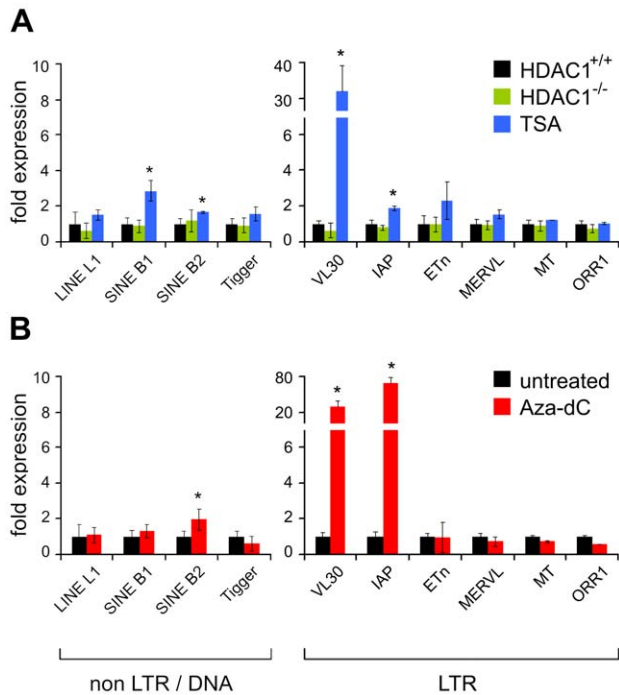 A
fold expression
10
8
6
4
2
0
LINE L1
SINE B1
SINE B2
Tigger
*
*
40
30
6
4
2
0
VL30
IAP
ETn
MERVL
MT
ORR1
*
*
HDAC1+/+
HDAC1-/-
TSA
B
fold expression
10
8
6
4
2
0
LINE L1
SINE B1
SINE B2
Tigger
*
80
20
6
4
2
0
VL30
IAP
ETn
MERVL
MT
ORR1
*
*
untreated
Aza-dC
non LTR / DNA
LTR